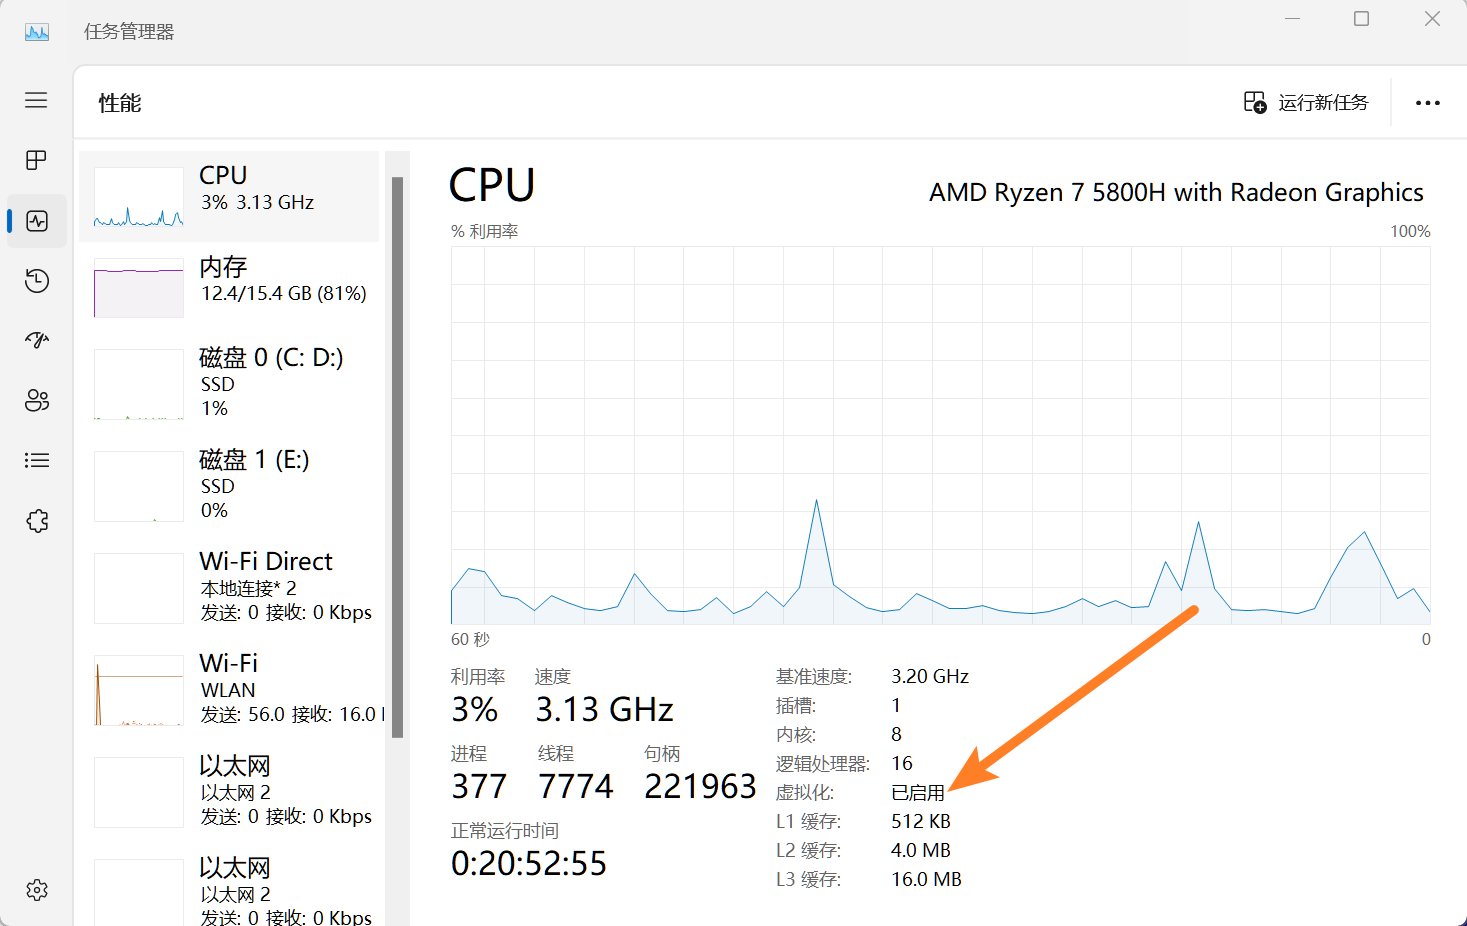 任务管理器
性能
运行新任务
CPU
3% 3.13 GHz
内存
12.4/15.4 GB (81%)
磁盘 0 (C: D:)
SSD
1%
磁盘 1 (E:)
SSD
0%
Wi-Fi Direct
本地连接* 2
发送: 0 接收: 0 Kbps
Wi-Fi
WLAN
发送: 56.0 接收: 16.0
以太网
以太网 2
发送: 0 接收: 0 Kbps
以太网
以太网 2
发送: 0 接收: 0 Kbps
CPU
AMD Ryzen 7 5800H with Radeon Graphics
% 利用率
100%
60 秒
0
利用率
速度
3%
3.13 GHz
进程
线程
句柄
377
7774
221963
正常运行时间
0:20:52:55
基准速度: 3.20 GHz
插槽: 1
内核: 8
逻辑处理器: 16
虚拟化: 已启用
L1 缓存: 512 KB
L2 缓存: 4.0 MB
L3 缓存: 16.0 MB